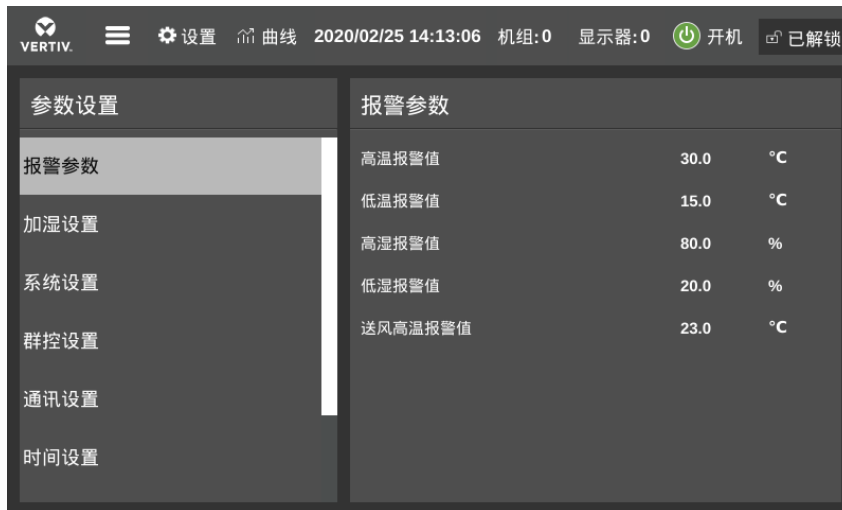 VERTIV. 设置 曲线 2020/02/25 14:13:06 机组:0 显示器:0 开机 已解锁
参数设置
报警参数
加湿设置
系统设置
群控设置
通讯设置
时间设置
报警参数
高温报警值 30.0 °C
低温报警值 15.0 °C
高湿报警值 80.0 %
低湿报警值 20.0 %
送风高温报警值 23.0 °C